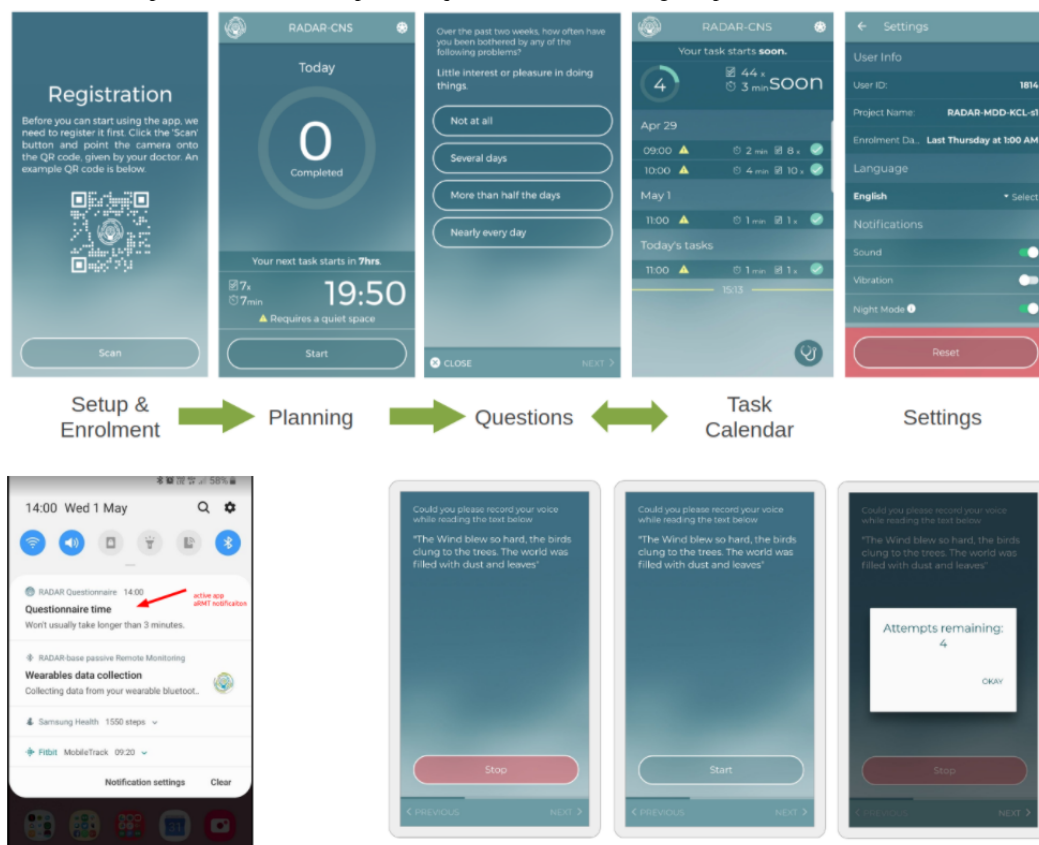 Registration
Before you can start using the app, we
need to register it first. Click the 'Scan'
button and point the camera onto
the QR code, given by your doctor. An
example QR code is below.
Scan
RADAR-CNS
Today
0
Completed
Your next task starts in 7hrs.
7x
7min
19:50
Requires a quiet space
Start
Over the past two weeks, how often have
you been bothered by any of the
following problems?
Little interest or pleasure in doing
things.
Not at all
Several days
More than half the days
Nearly every day
CLOSE
NEXT >
RADAR-CNS
Your task starts soon.
4
44 x
3 min
soon
Apr 29
09:00 2 min 8 x
10:00 4 min 10 x
May 1
11:00 1 min 1 x
Today's tasks
11:00 1 min 1 x
15:13
Settings
User Info
User ID: 1814
Project Name: RADAR-MDD-KCL-s1
Enrolment Da.. Last Thursday at 1:00 AM
Language
English Select
Notifications
Sound
Vibration
Night Mode
Reset
Setup &
Enrolment
Planning
Questions
Task
Calendar
Settings
58%
14:00 Wed 1 May
RADAR Questionnaire 14:00
Questionnaire time
Won't usually take longer than 3 minutes.
active app
aRMT notificaiton
RADAR-base passive Remote Monitoring
Wearables data collection
Collecting data from your wearable bluetoot..
Samsung Health 1550 steps
Fitbit MobileTrack 09:20
Notification settings Clear
31
Could you please record your voice
while reading the text below
"The Wind blew so hard, the birds
clung to the trees. The world was
filled with dust and leaves"
Stop
< PREVIOUS NEXT >
Could you please record your voice
while reading the text below
"The Wind blew so hard, the birds
clung to the trees. The world was
filled with dust and leaves"
Start
< PREVIOUS NEXT >
Could you please record your voice
while reading the text below
"The Wind blew so hard, the birds
clung to the trees. The world was
filled with dust and leaves"
Attempts remaining:
4
OKAY
Stop
< PREVIOUS NEXT >